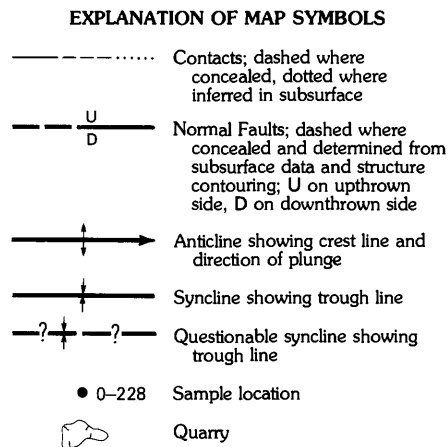 EXPLANATION OF MAP SYMBOLS
Contacts; dashed where
concealed, dotted where
inferred in subsurface
U
D
Normal Faults; dashed where
concealed and determined from
subsurface data and structure
contouring; U on upthrown
side, D on downthrown side
Anticline showing crest line and
direction of plunge
Syncline showing trough line
? ? Questionable syncline showing
trough line
0–228 Sample location
Quarry